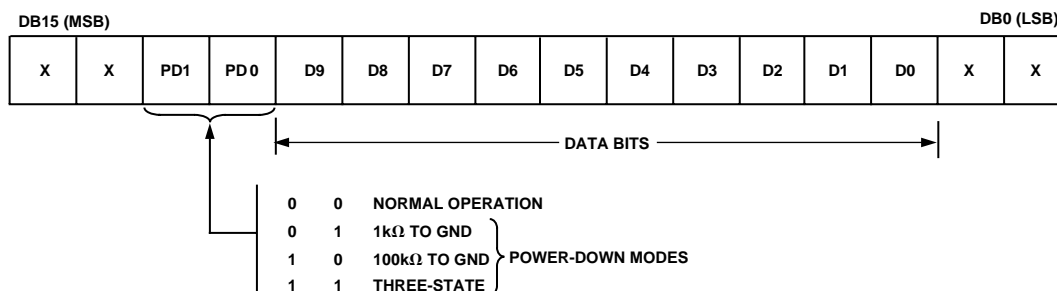 DB15 (MSB) DB0 (LSB)
X X PD1 PD0 D9 D8 D7 D6 D5 D4 D3 D2 D1 D0 X X
DATA BITS
0 0 NORMAL OPERATION
0 1 1kΩ TO GND
1 0 100kΩ TO GND POWER-DOWN MODES
1 1 THREE-STATE